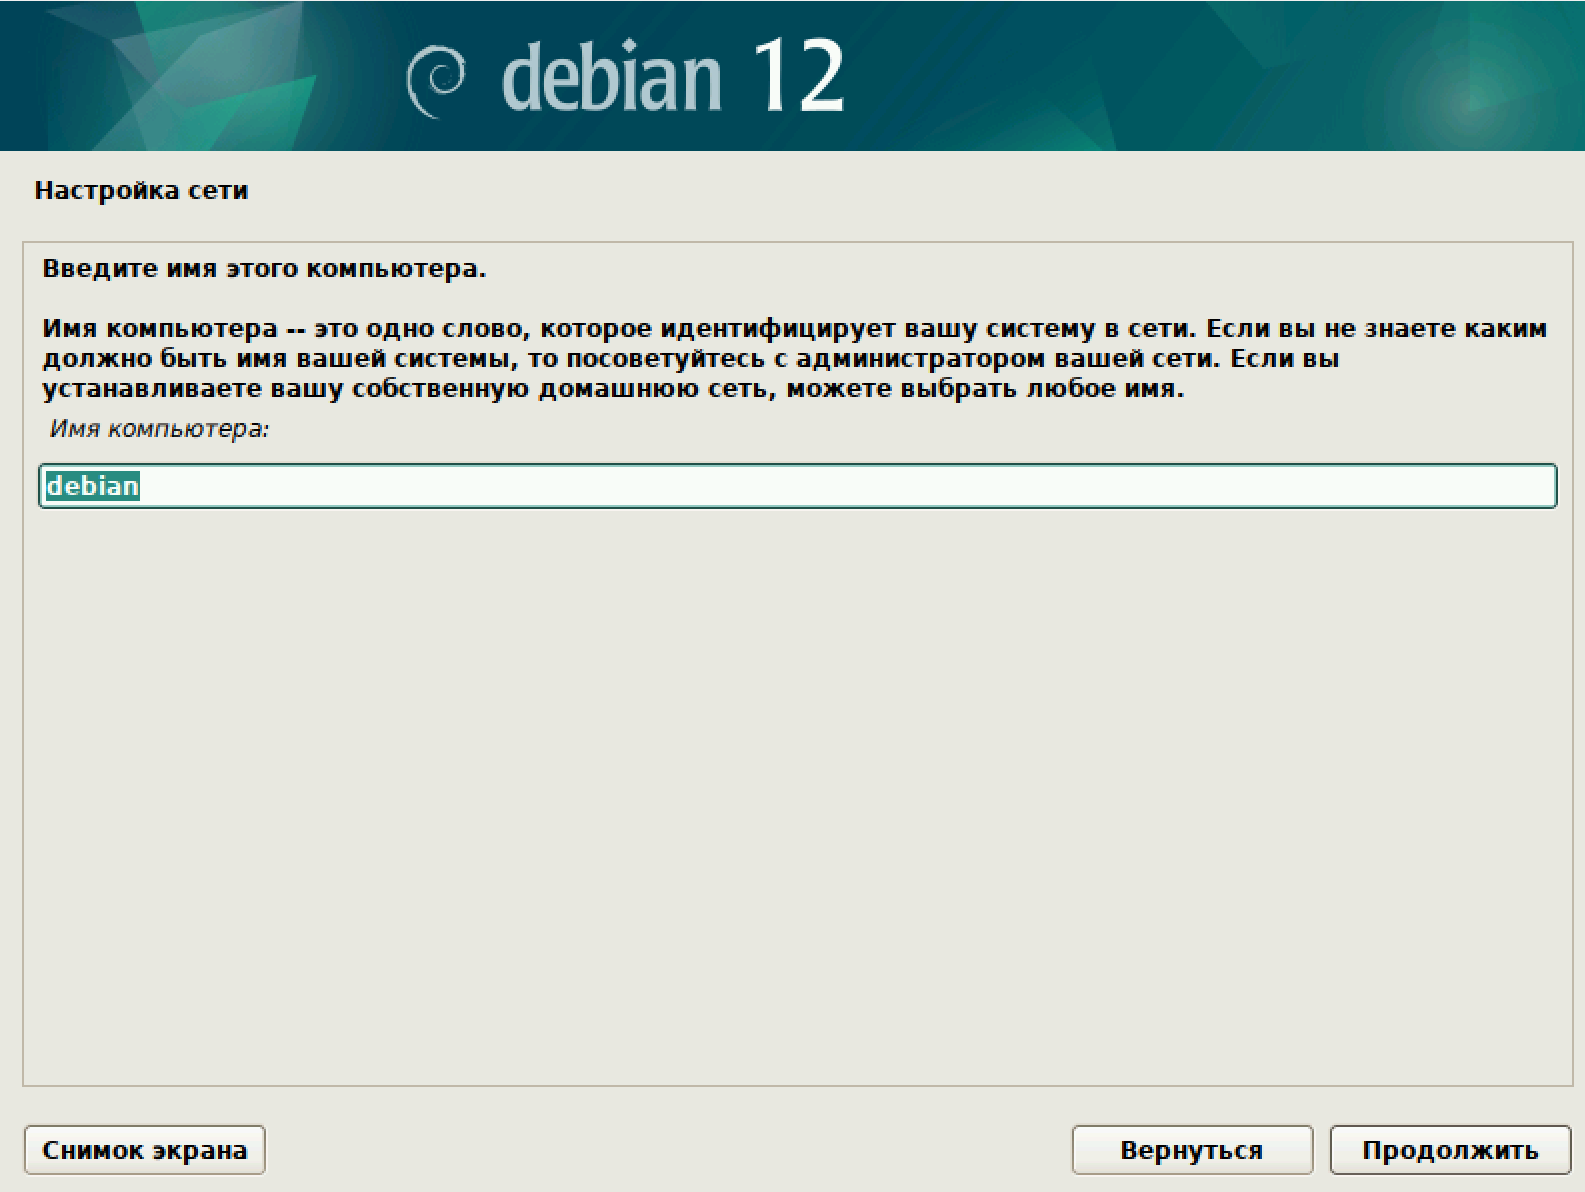 debian 12
Настройка сети
Введите имя этого компьютера.
Имя компьютера -- это одно слово, которое идентифицирует вашу систему в сети. Если вы не знаете каким
должно быть имя вашей системы, то посоветуйтесь с администратором вашей сети. Если вы
устанавливаете вашу собственную домашнюю сеть, можете выбрать любое имя.
Имя компьютера:
debian
Снимок экрана
Вернуться
Продолжить